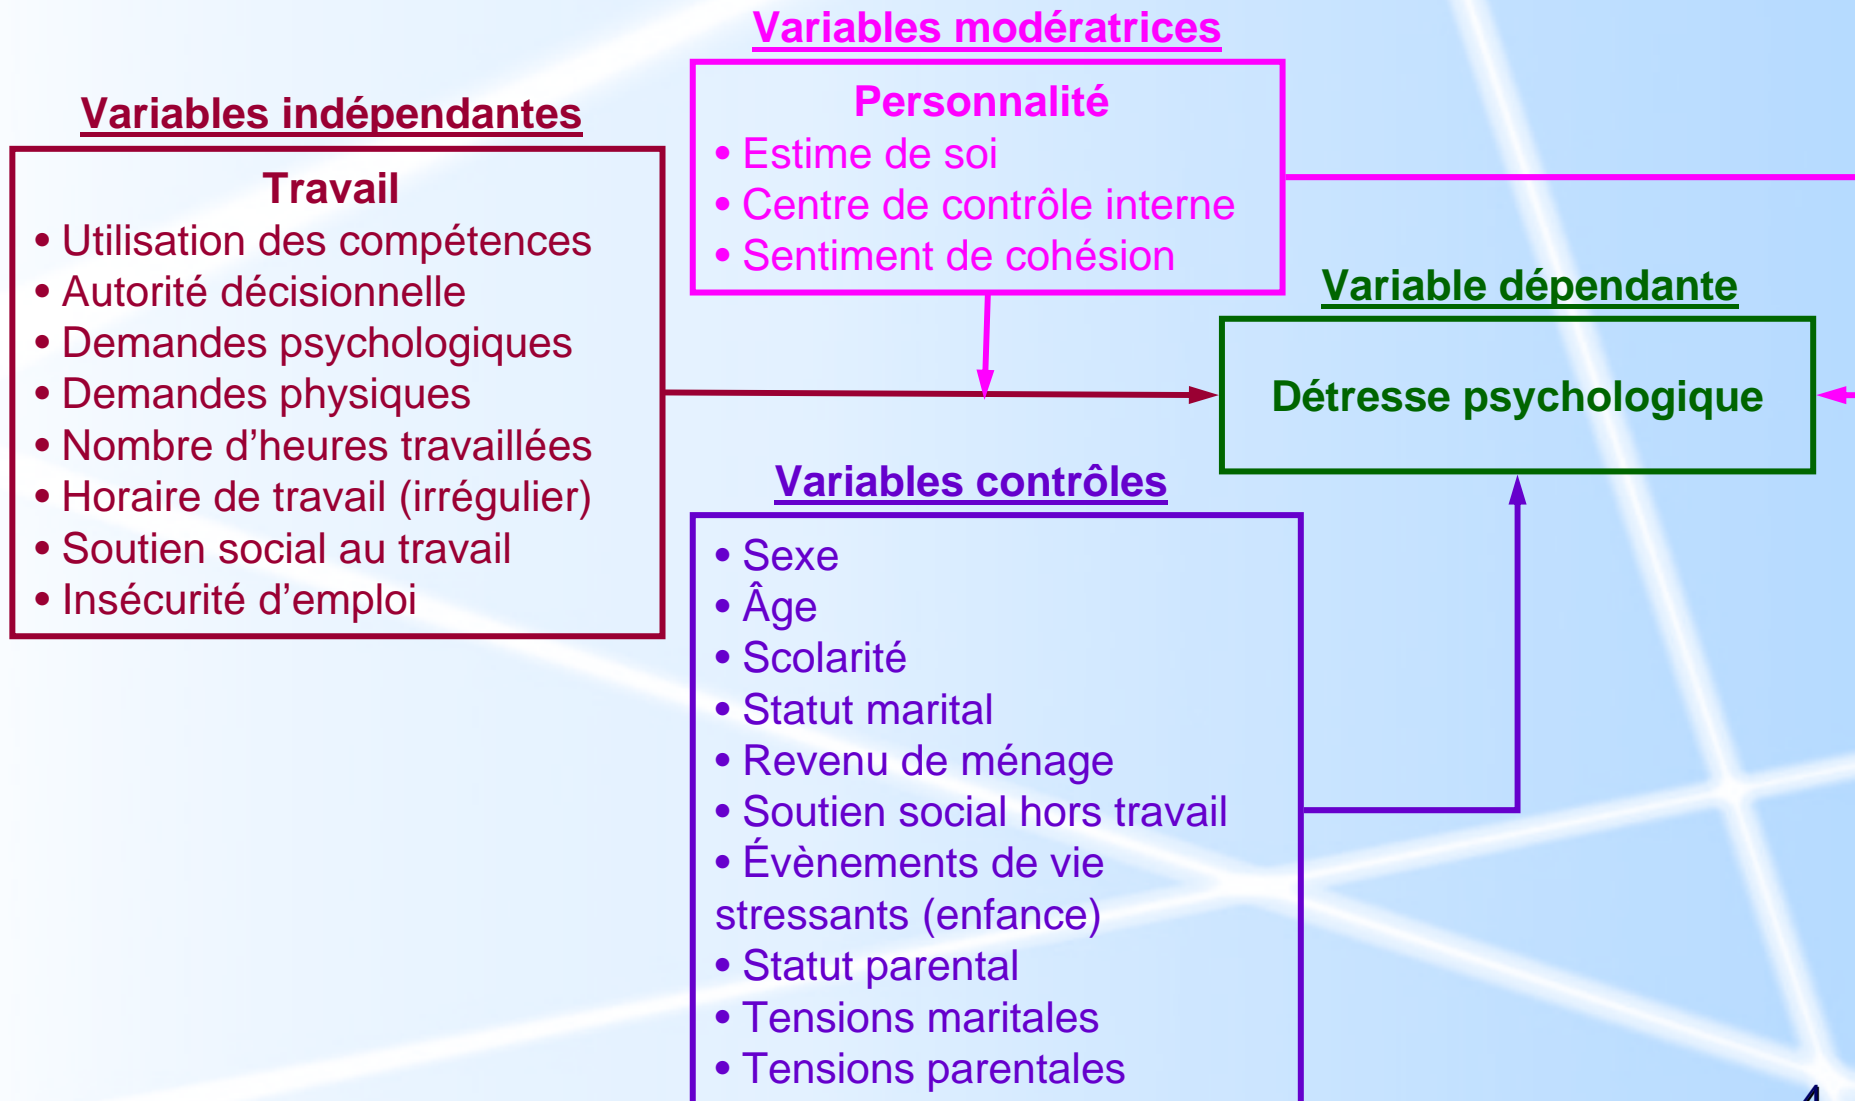 Variables modératrices
Personnalité
• Estime de soi
• Centre de contrôle interne
• Sentiment de cohésion
Variables indépendantes
Travail
• Utilisation des compétences
• Autorité décisionnelle
• Demandes psychologiques
• Demandes physiques
• Nombre d’heures travaillées
• Horaire de travail (irrégulier)
• Soutien social au travail
• Insécurité d’emploi
Variable dépendante
Détresse psychologique
Variables contrôles
• Sexe
• Âge
• Scolarité
• Statut marital
• Revenu de ménage
• Soutien social hors travail
• Évènements de vie
stressants (enfance)
• Statut parental
• Tensions maritales
• Tensions parentales
4